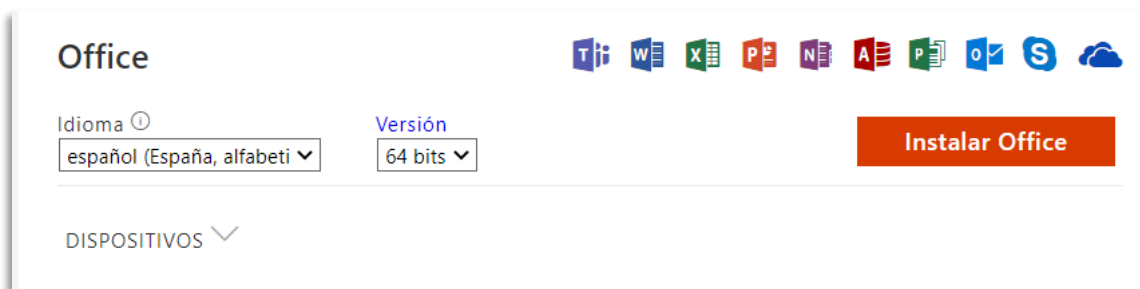 Office
Idioma
Versión
español (España, alfabeti
64 bits
Instalar Office
DISPOSITIVOS